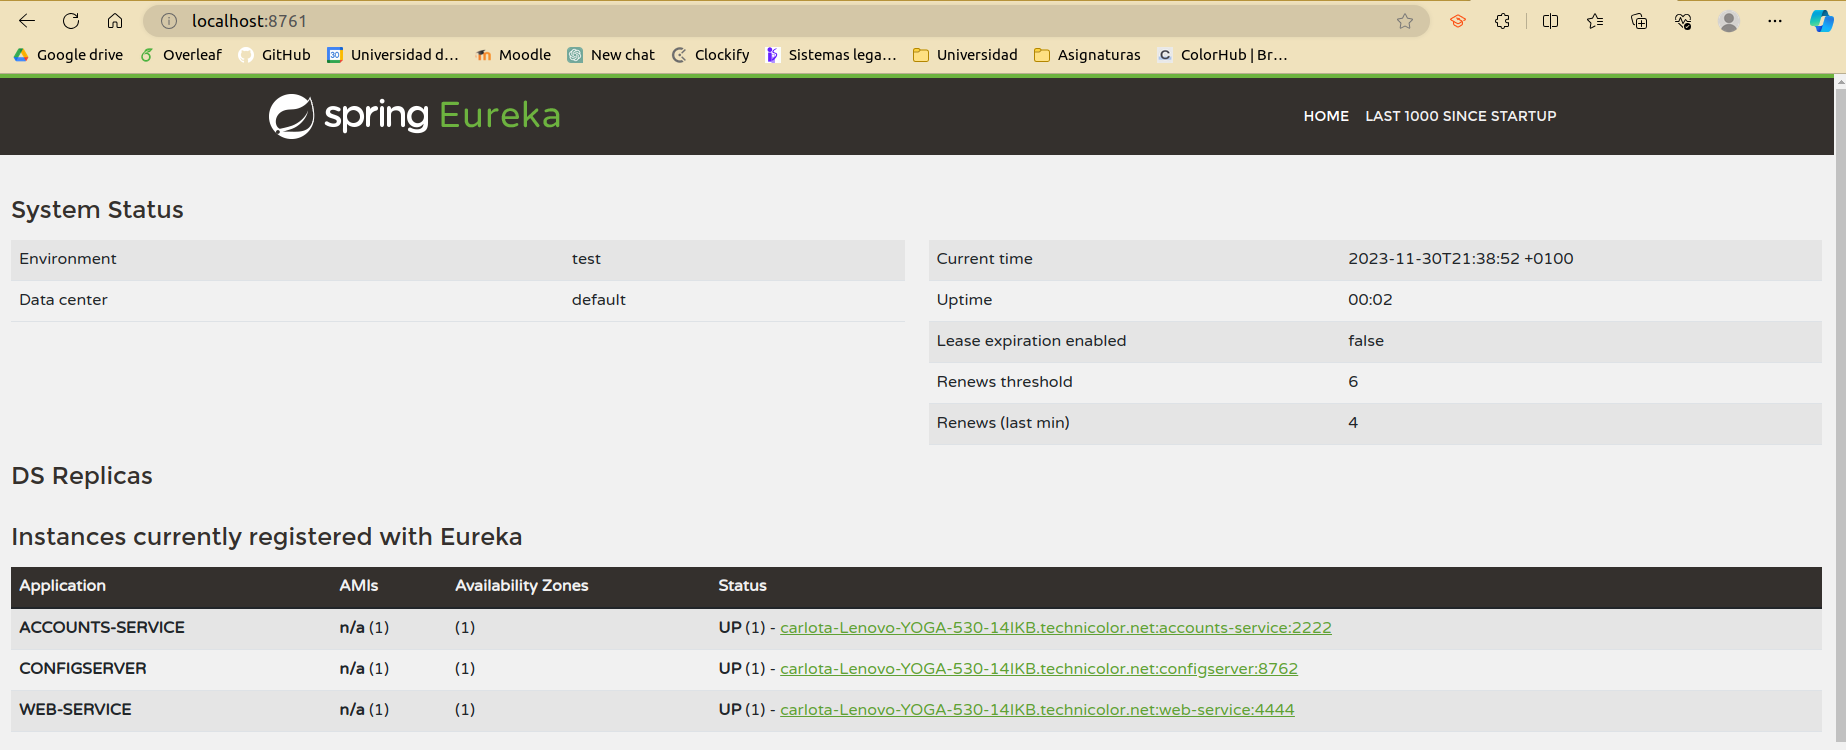 localhost:8761
Google drive Overleaf GitHub 30 Universidad d... Moodle New chat Clockify Sistemas lega... Universidad Asignaturas C ColorHub | Br...
spring Eureka HOME LAST 1000 SINCE STARTUP
System Status
Environment test
Data center default
Current time 2023-11-30T21:38:52 +0100
Uptime 00:02
Lease expiration enabled false
Renews threshold 6
Renews (last min) 4
DS Replicas
Instances currently registered with Eureka
Application AMIs Availability Zones Status
ACCOUNTS-SERVICE n/a (1) (1) UP (1) - carlota-Lenovo-YOGA-530-14IKB.technicolor.net:accounts-service:2222
CONFIGSERVER n/a (1) (1) UP (1) - carlota-Lenovo-YOGA-530-14IKB.technicolor.net:configserver:8762
WEB-SERVICE n/a (1) (1) UP (1) - carlota-Lenovo-YOGA-530-14IKB.technicolor.net:web-service:4444